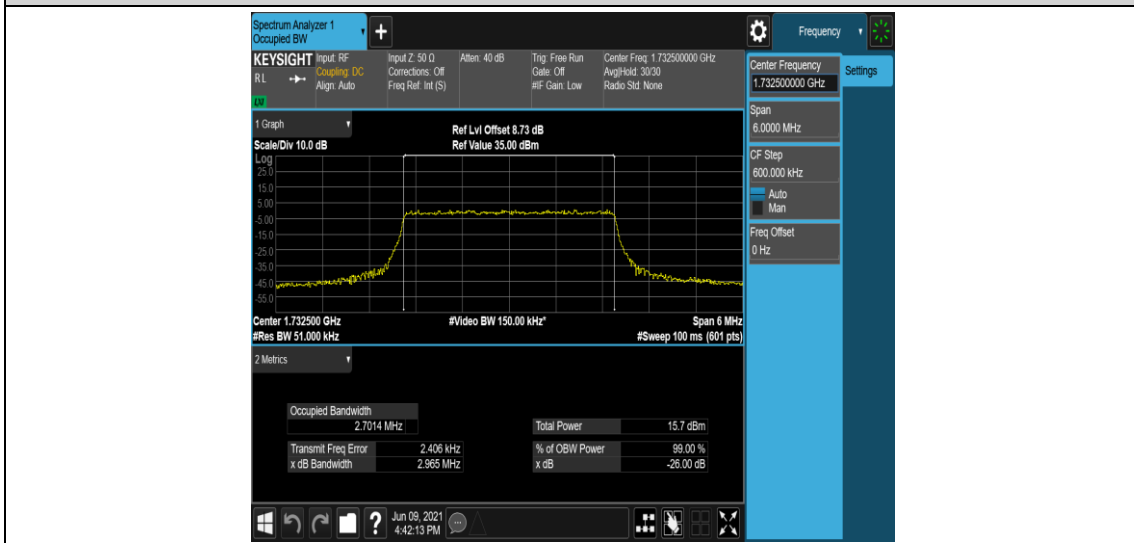 Spectrum Analyzer 1
Occupied BW
+
Frequency
KEYSIGHT
RL
LXI
Input: RF
Coupling: DC
Align: Auto
Input Z: 50 Ω
Corrections: Off
Freq Ref: Int (S)
Atten: 40 dB
Trig: Free Run
Gate: Off
#IF Gain: Low
Center Freq: 1.732500000 GHz
Avg|Hold: 30/30
Radio Std: None
Center Frequency
1.732500000 GHz
Settings
Span
6.0000 MHz
CF Step
600.000 kHz
Auto
Man
Freq Offset
0 Hz
1 Graph
Ref Lvl Offset 8.73 dB
Scale/Div 10.0 dB
Ref Value 35.00 dBm
Log
25.0
15.0
5.00
-5.00
-15.0
-25.0
-35.0
-45.0
-55.0
Center 1.732500 GHz
#Video BW 150.00 kHz*
Span 6 MHz
#Res BW 51.000 kHz
#Sweep 100 ms (601 pts)
2 Metrics
Occupied Bandwidth
2.7014 MHz
Total Power 15.7 dBm
Transmit Freq Error 2.406 kHz
% of OBW Power 99.00 %
x dB Bandwidth 2.965 MHz
x dB -26.00 dB
?
Jun 09, 2021
4:42:13 PM